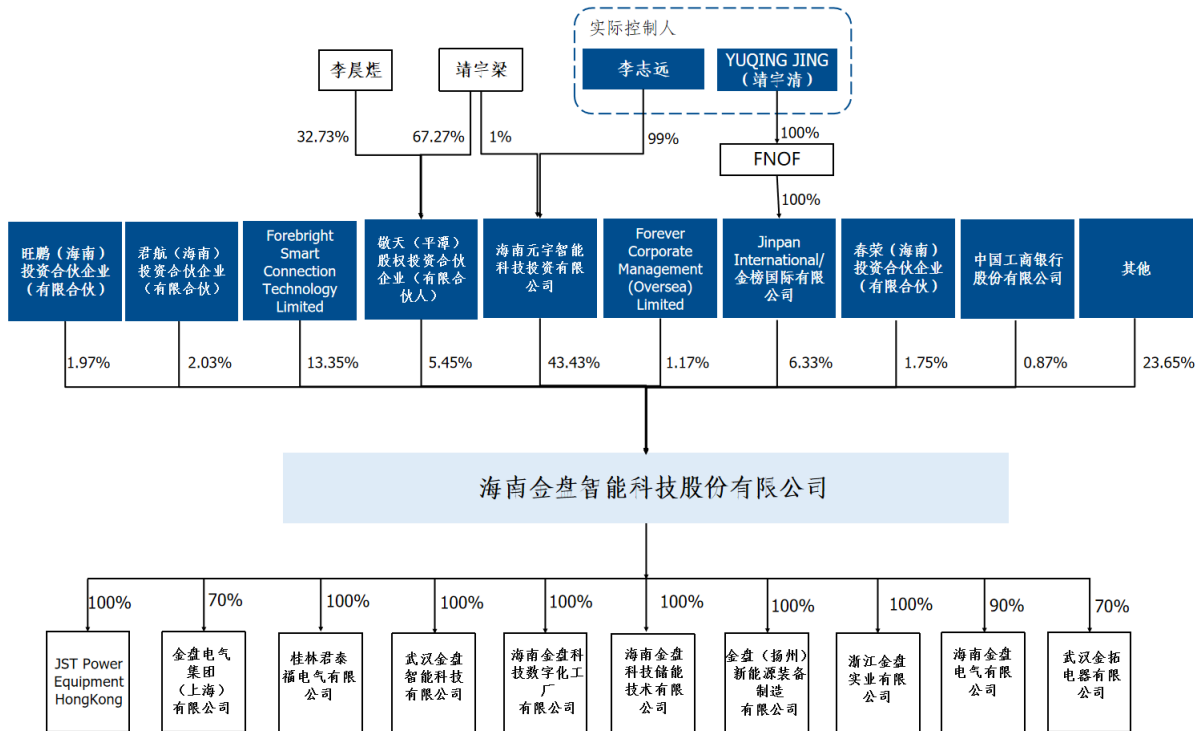 实际控制人
李晨煋
靖宇梁
李志远
YUQING JING
（靖宇清）
32.73%
67.27%
1%
99%
100%
FNOF
100%
旺鹏（海南）
投资合伙企业
（有限合伙）
君航（海南）
投资合伙企业
（有限合伙）
Forebright
Smart
Connection
Technology
Limited
敬天（平潭）
股权投资合伙
企业（有限合
伙人）
海南元宇智能
科技投资有限
公司
Forever
Corporate
Management
(Oversea)
Limited
Jinpan
International/
金榜国际有限
公司
春荣（海南）
投资合伙企业
（有限合伙）
中国工商银行
股份有限公司
其他
1.97%
2.03%
13.35%
5.45%
43.43%
1.17%
6.33%
1.75%
0.87%
23.65%
海南金盘智能科技股份有限公司
100%
70%
100%
100%
100%
100%
100%
100%
90%
70%
JST Power
Equipment
HongKong
金盘电气
集团
（上海）
有限公司
桂林君泰
福电气有限
公司
武汉金盘
智能科技
有限公司
海南金盘科
技数字化工
厂
有限公司
海南金盘
科技储能
技术有限
公司
金盘（扬州）
新能源装备
制造
有限公司
浙江金盘
实业有限
公司
海南金盘
电气有限
公司
武汉金拓
电器有限
公司